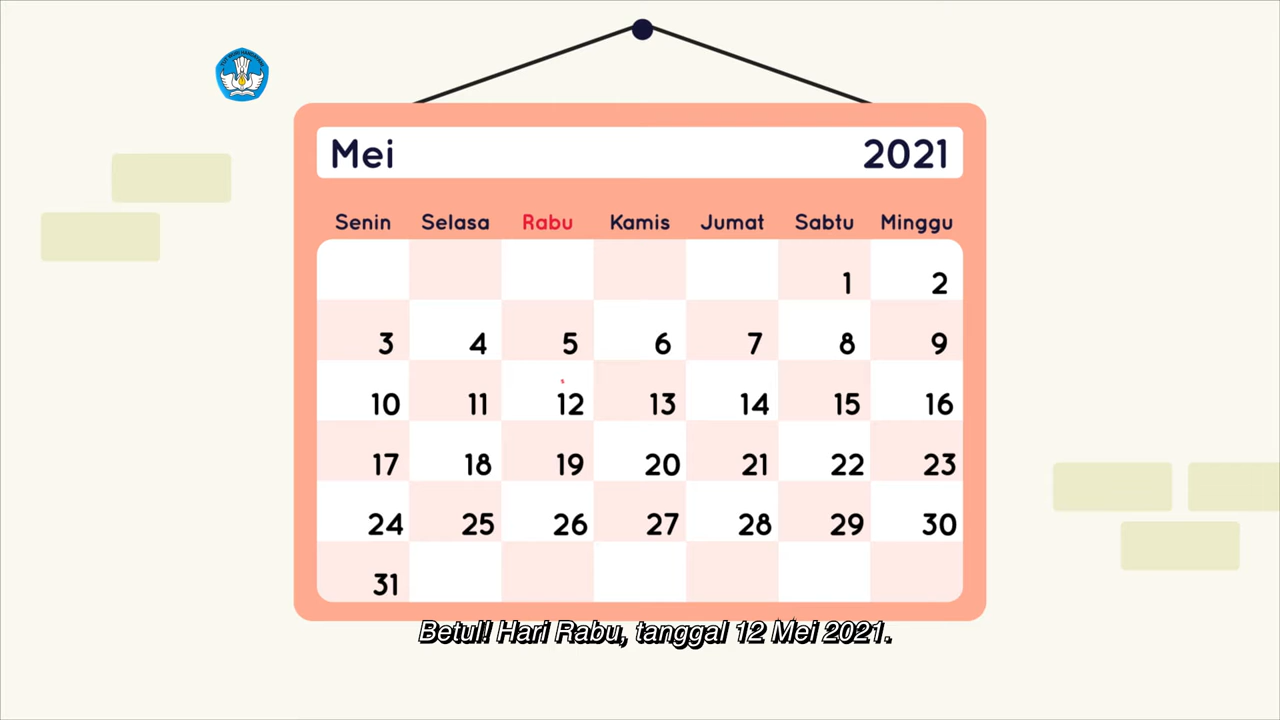 Mei 2021
Senin Selasa Rabu Kamis Jumat Sabtu Minggu
1 2
3 4 5 6 7 8 9
10 11 12 13 14 15 16
17 18 19 20 21 22 23
24 25 26 27 28 29 30
31
Betul! Hari Rabu, tanggal 12 Mei 2021.